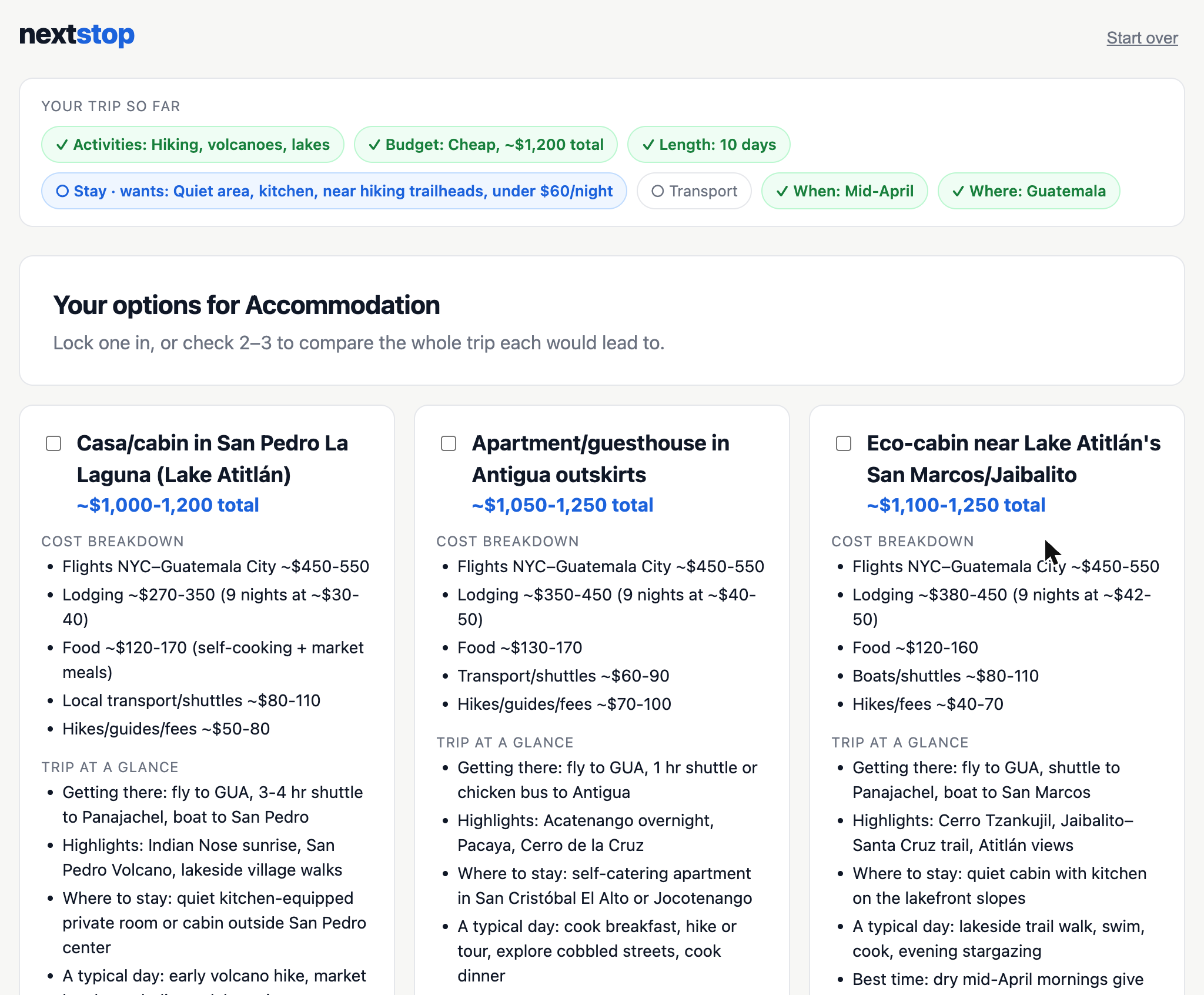 nextstop
Start over
YOUR TRIP SO FAR
✓ Activities: Hiking, volcanoes, lakes
✓ Budget: Cheap, ~$1,200 total
✓ Length: 10 days
Stay · wants: Quiet area, kitchen, near hiking trailheads, under $60/night
Transport
✓ When: Mid-April
✓ Where: Guatemala
Your options for Accommodation
Lock one in, or check 2–3 to compare the whole trip each would lead to.
Casa/cabin in San Pedro La
Laguna (Lake Atitlán)
~$1,000-1,200 total
COST BREAKDOWN
• Flights NYC–Guatemala City ~$450-550
• Lodging ~$270-350 (9 nights at ~$30-
40)
• Food ~$120-170 (self-cooking + market
meals)
• Local transport/shuttles ~$80-110
• Hikes/guides/fees ~$50-80
TRIP AT A GLANCE
• Getting there: fly to GUA, 3-4 hr shuttle
to Panajachel, boat to San Pedro
• Highlights: Indian Nose sunrise, San
Pedro Volcano, lakeside village walks
• Where to stay: quiet kitchen-equipped
private room or cabin outside San Pedro
center
• A typical day: early volcano hike, market
Apartment/guesthouse in
Antigua outskirts
~$1,050-1,250 total
COST BREAKDOWN
• Flights NYC–Guatemala City ~$450-550
• Lodging ~$350-450 (9 nights at ~$40-
50)
• Food ~$130-170
• Transport/shuttles ~$60-90
• Hikes/guides/fees ~$70-100
TRIP AT A GLANCE
• Getting there: fly to GUA, 1 hr shuttle or
chicken bus to Antigua
• Highlights: Acatenango overnight,
Pacaya, Cerro de la Cruz
• Where to stay: self-catering apartment
in San Cristóbal El Alto or Jocotenango
• A typical day: cook breakfast, hike or
tour, explore cobbled streets, cook
dinner
Eco-cabin near Lake Atitlán's
San Marcos/Jaibalito
~$1,100-1,250 total
COST BREAKDOWN
• Flights NYC–Guatemala City ~$450-550
• Lodging ~$380-450 (9 nights at ~$42-
50)
• Food ~$120-160
• Boats/shuttles ~$80-110
• Hikes/fees ~$40-70
TRIP AT A GLANCE
• Getting there: fly to GUA, shuttle to
Panajachel, boat to San Marcos
• Highlights: Cerro Tzankujil, Jaibalito–
Santa Cruz trail, Atitlán views
• Where to stay: quiet cabin with kitchen
on the lakefront slopes
• A typical day: lakeside trail walk, swim,
cook, evening stargazing
• Best time: dry mid-April mornings give